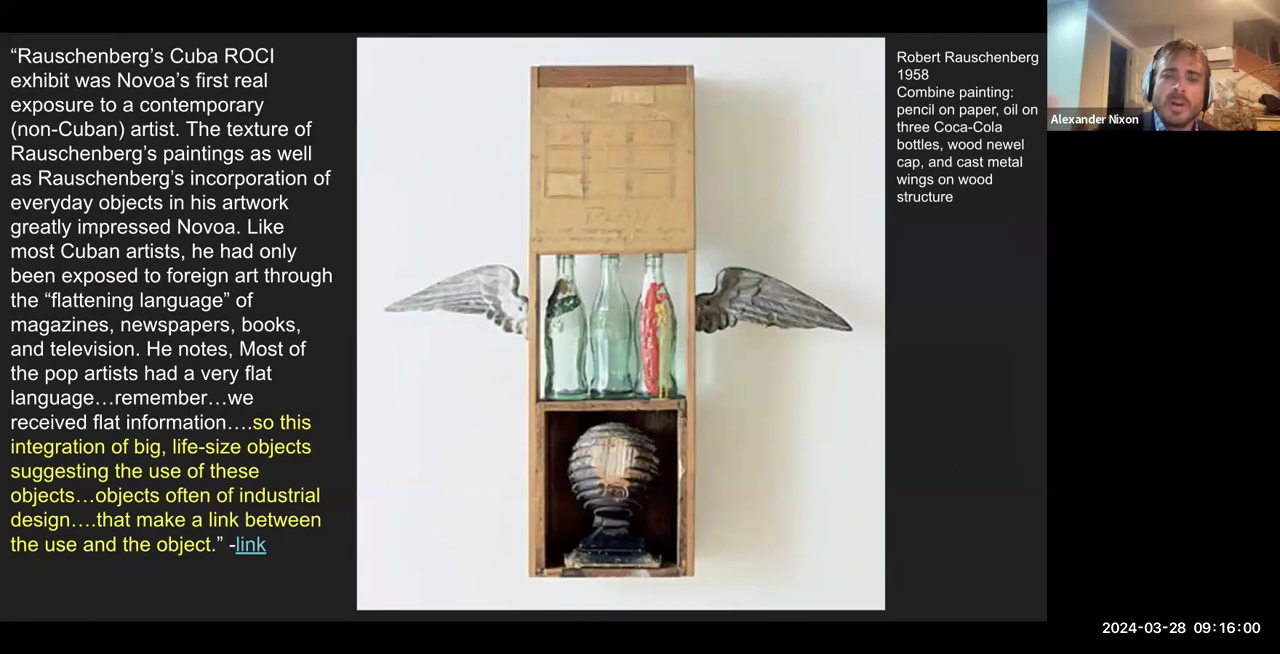 “Rauschenberg’s Cuba ROCI
exhibit was Novoa’s first real
exposure to a contemporary
(non-Cuban) artist. The texture of
Rauschenberg’s paintings as well
as Rauschenberg’s incorporation of
everyday objects in his artwork
greatly impressed Novoa. Like
most Cuban artists, he had only
been exposed to foreign art through
the “flattening language” of
magazines, newspapers, books,
and television. He notes, Most of
the pop artists had a very flat
language…remember…we
received flat information….so this
integration of big, life-size objects
suggesting the use of these
objects…objects often of industrial
design….that make a link between
the use and the object.” -link
PLAN
Robert Rauschenberg
1958
Combine painting:
pencil on paper, oil on
three Coca-Cola
bottles, wood newel
cap, and cast metal
wings on wood
structure
Alexander Nixon
2024-03-28 09:16:00